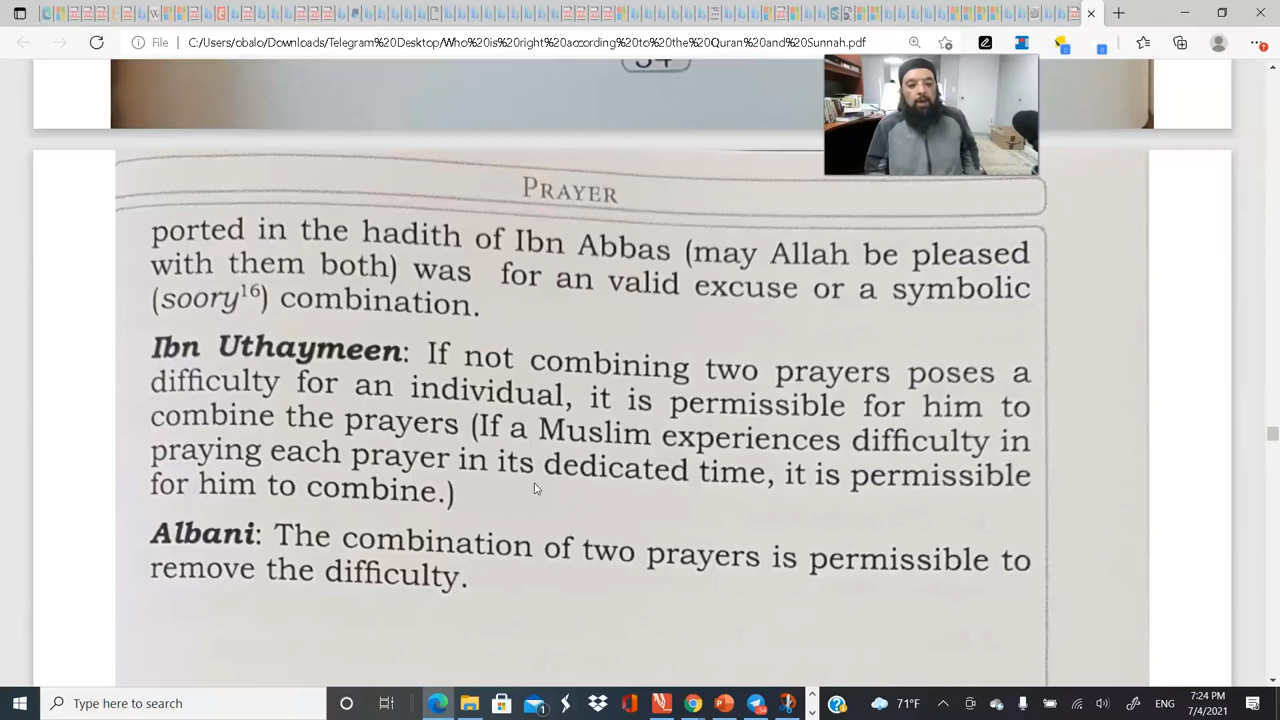 File
C:/Users/obalo/Downloads/Telegram%20Desktop/Who%20is%20right%20according%20to%20the%20Quran%20and%20Sunnah.pdf
PRAYER
ported in the hadith of Ibn Abbas (may Allah be pleased
with them both) was for an valid excuse or a symbolic
(soory16) combination.
Ibn Uthaymeen: If not combining two prayers poses a
difficulty for an individual, it is permissible for him to
combine the prayers (If a Muslim experiences difficulty in
praying each prayer in its dedicated time, it is permissible
for him to combine.)
Albani: The combination of two prayers is permissible to
remove the difficulty.
Type here to search
71°F
ENG
7:24 PM
7/4/2021